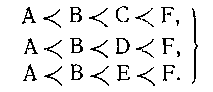 A ≺ B ≺ C ≺ F,
A ≺ B ≺ D ≺ F,
A ≺ B ≺ E ≺ F.